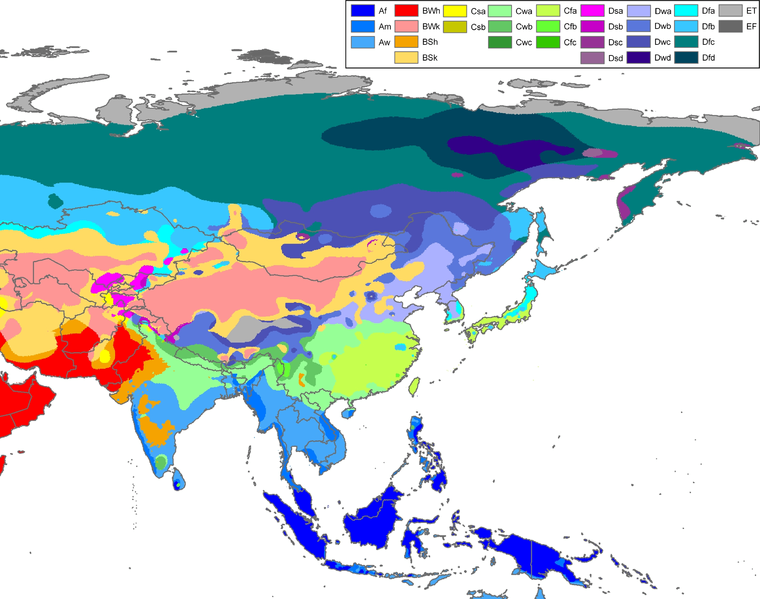 Af BWh Csa Cwa Cfa Dsa Dwa Dfa ET
Am BWk Csb Cwb Cfb Dsb Dwb Dfb EF
Aw BSh Cwc Cfc Dsc Dwc Dfc
BSk Dsd Dwd Dfd